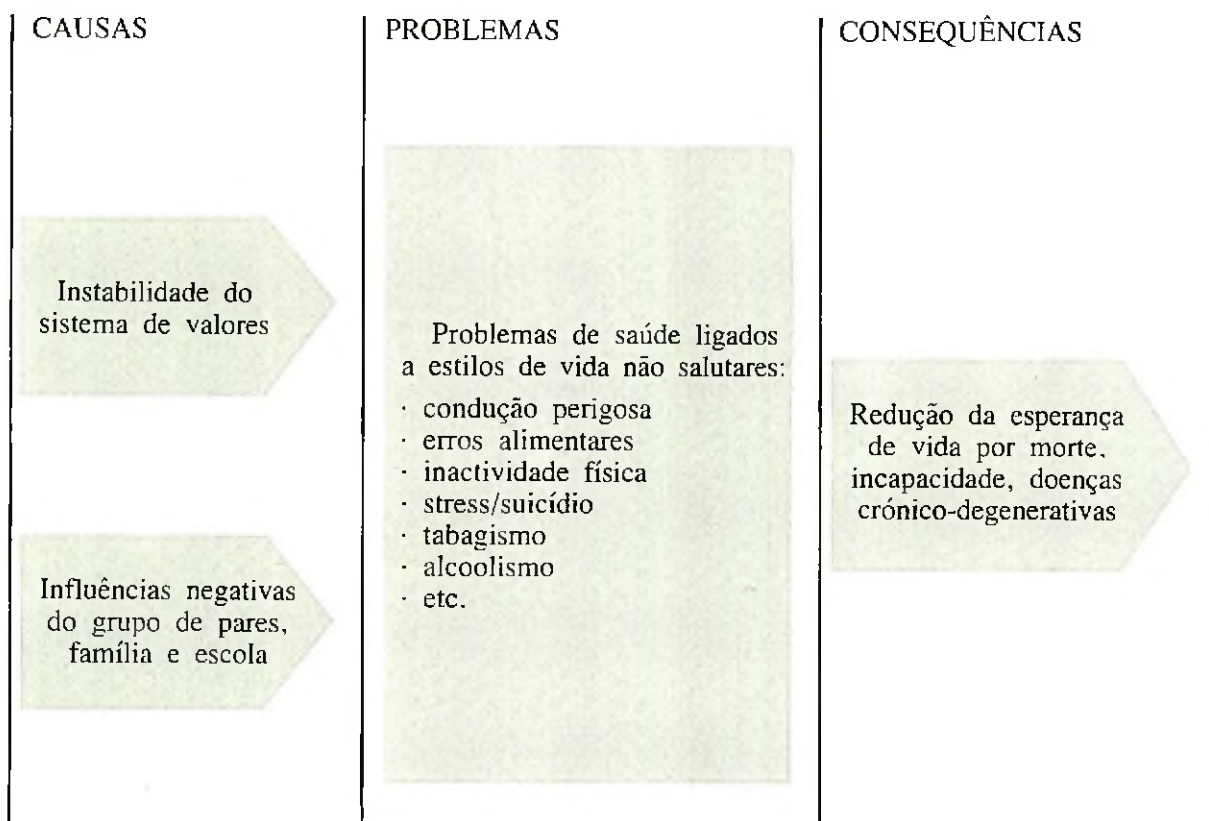 CAUSAS
PROBLEMAS
CONSEQUÊNCIAS
Instabilidade do
sistema de valores
Influências negativas
do grupo de pares,
família e escola
Problemas de saúde ligados
a estilos de vida não salutares:
· condução perigosa
· erros alimentares
· inactividade física
· stress/suicídio
· tabagismo
· alcoolismo
· etc.
Redução da esperança
de vida por morte,
incapacidade, doenças
crónico-degenerativas